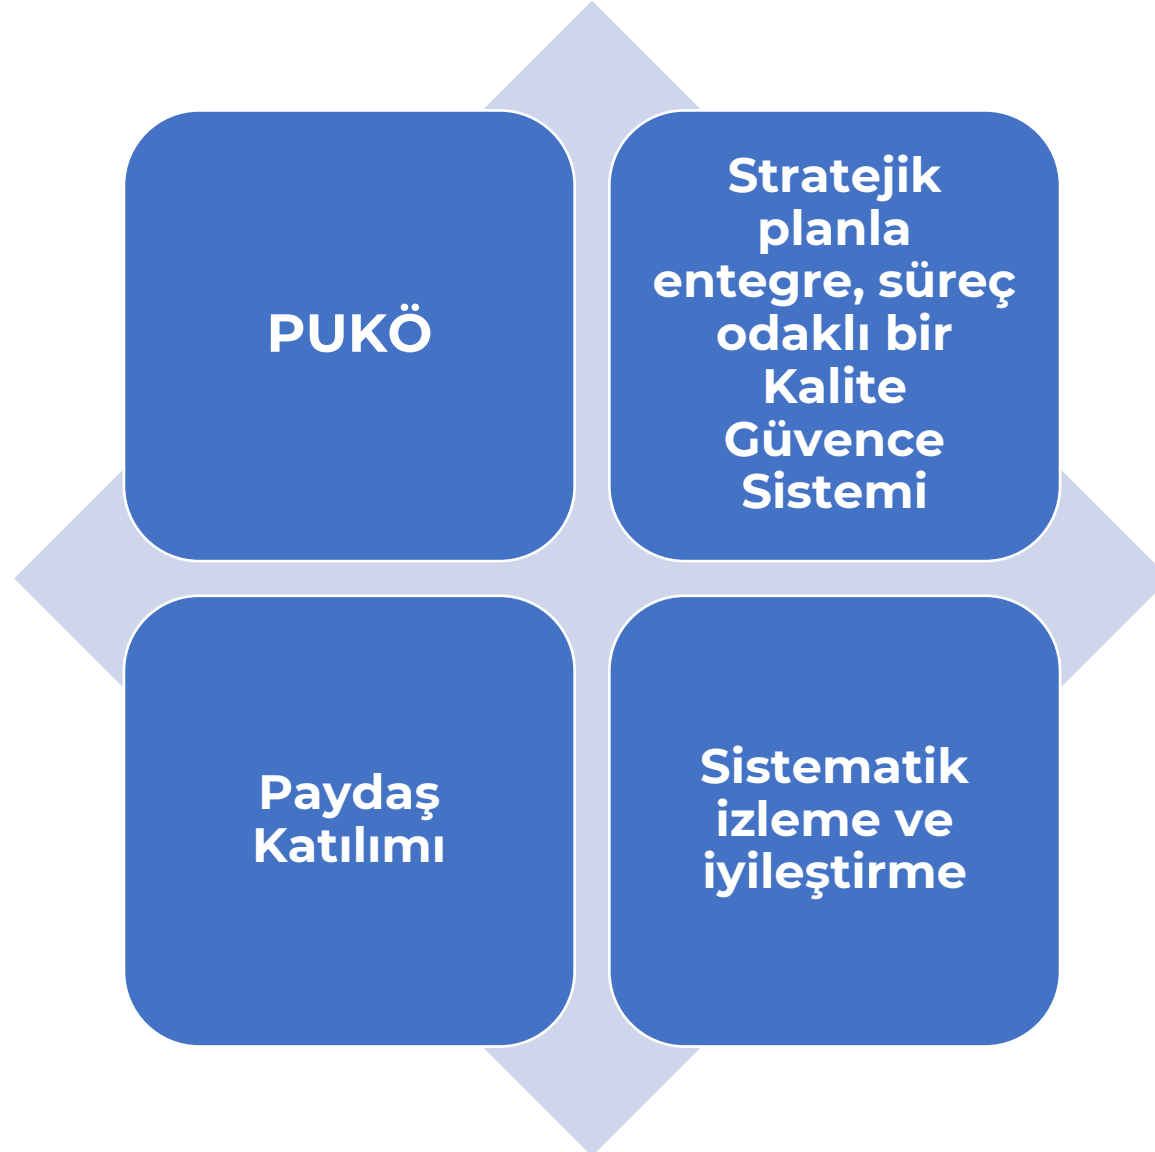 PUKÖ
Stratejik
planla
entegre, süreç
odaklı bir
Kalite
Güvence
Sistemi
Paydaş
Katılımı
Sistematik
izleme ve
iyileştirme